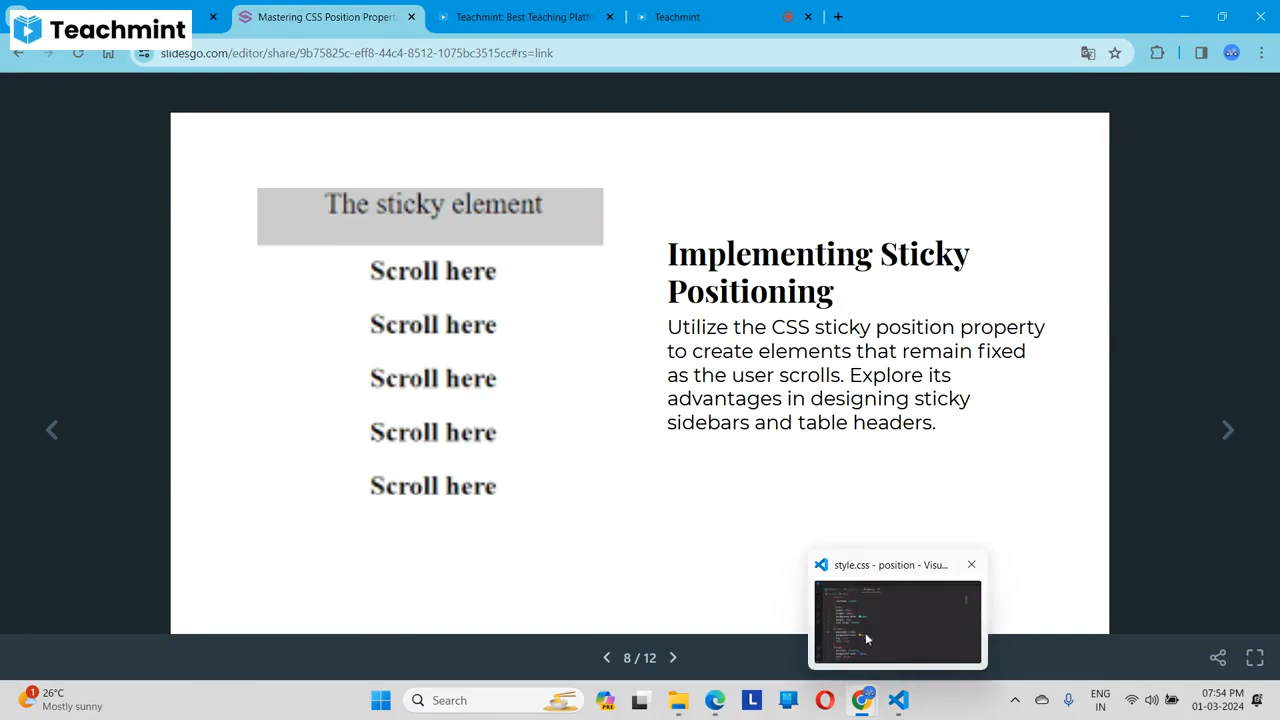 Teachmint
Mastering CSS Position Propert
Teachmint: Best Teaching Platfo
Teachmint
slidesgo.com/editor/share/9b75825c-eff8-44c4-8512-1075bc3515cc#rs=link
The sticky element
Scroll here
Scroll here
Scroll here
Scroll here
Scroll here
Implementing Sticky
Positioning
Utilize the CSS sticky position property
to create elements that remain fixed
as the user scrolls. Explore its
advantages in designing sticky
sidebars and table headers.
style.css - position - Visu...
8 / 12
1
26°C
Mostly sunny
Search
PRE
L
ENG
IN
07:54 PM
01-03-2024